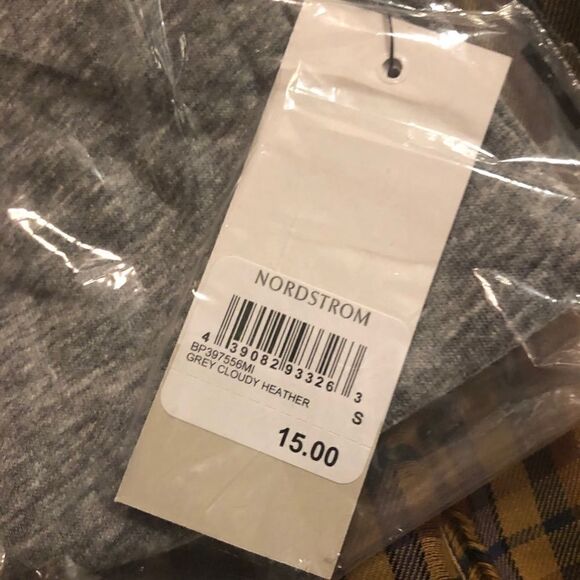 NORDSTROM
4 39082 93326 3
BP397556MI
GREY CLOUDY HEATHER
S
15.00